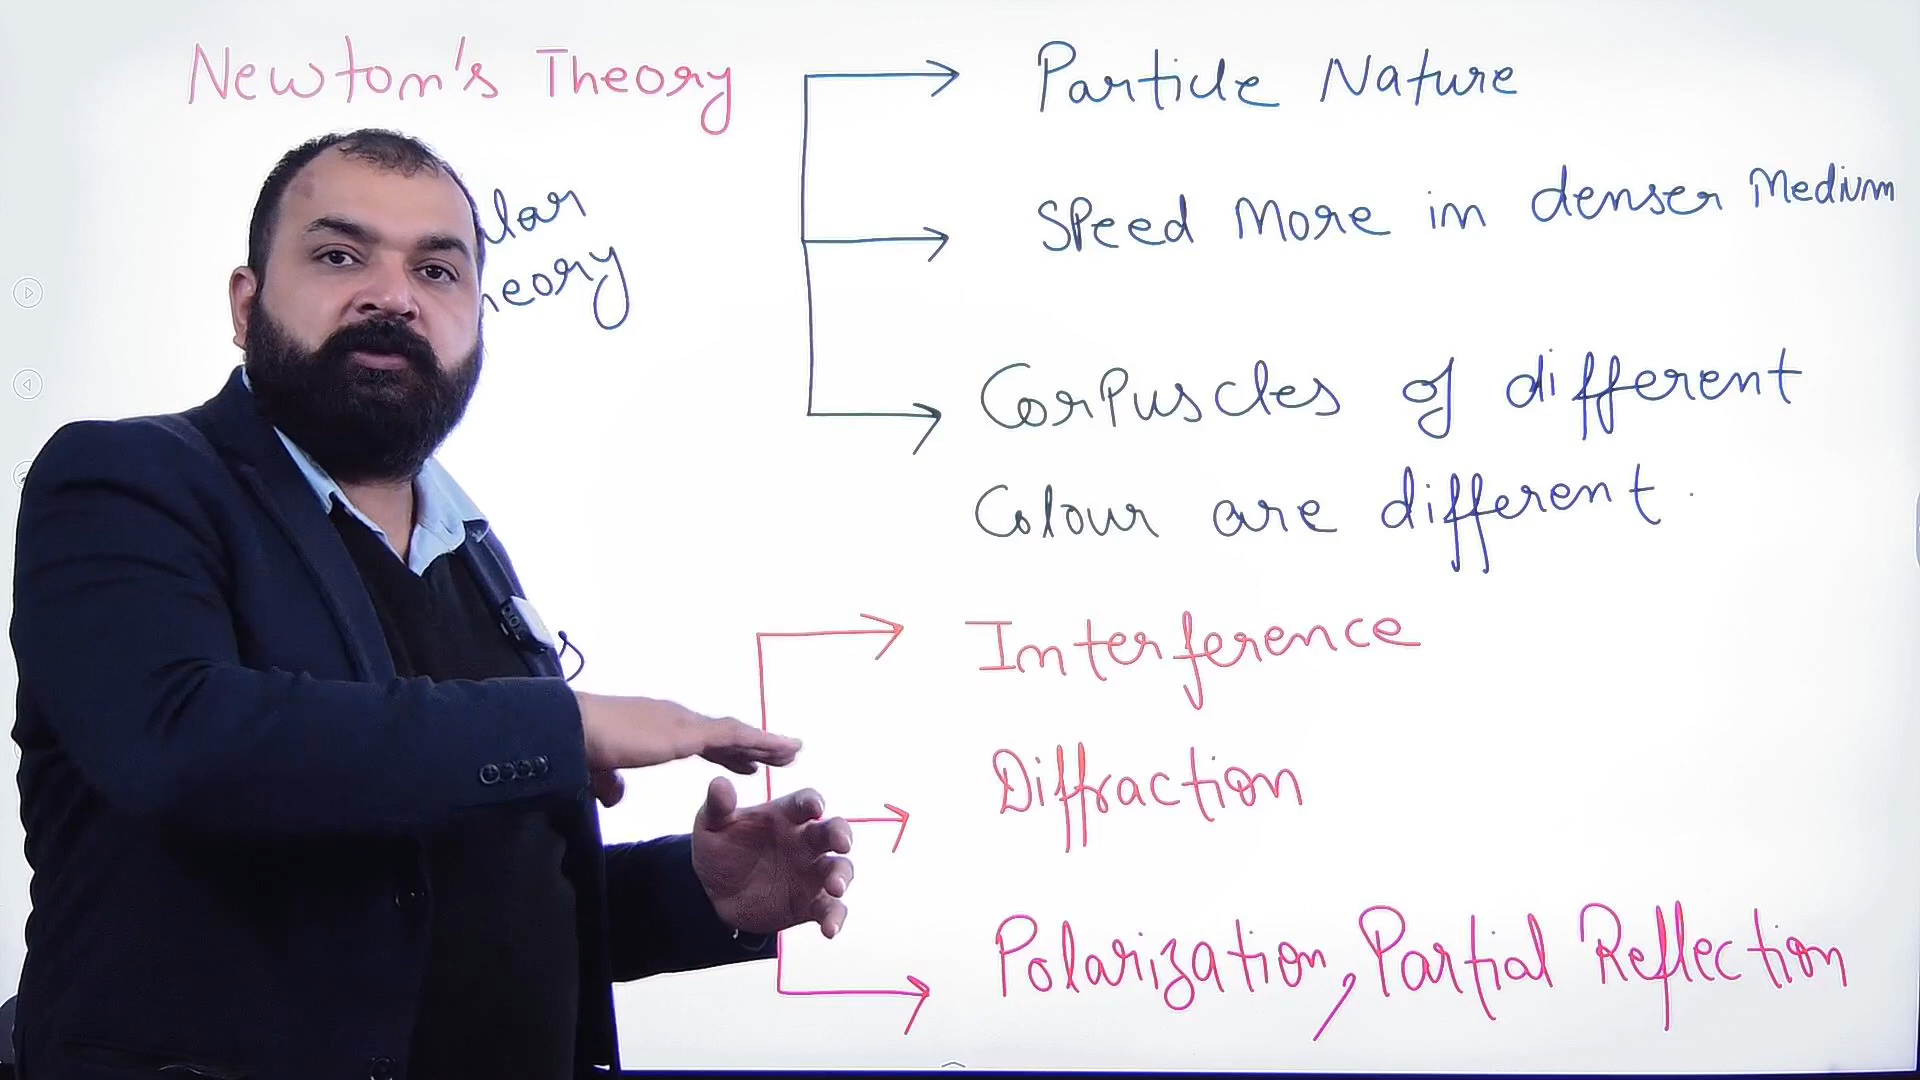 Newton's Theory
Particle Nature
Speed More in denser Medium
Corpuscles of different
Colour are different
Interference
Diffraction
Polarization, Partial Reflection